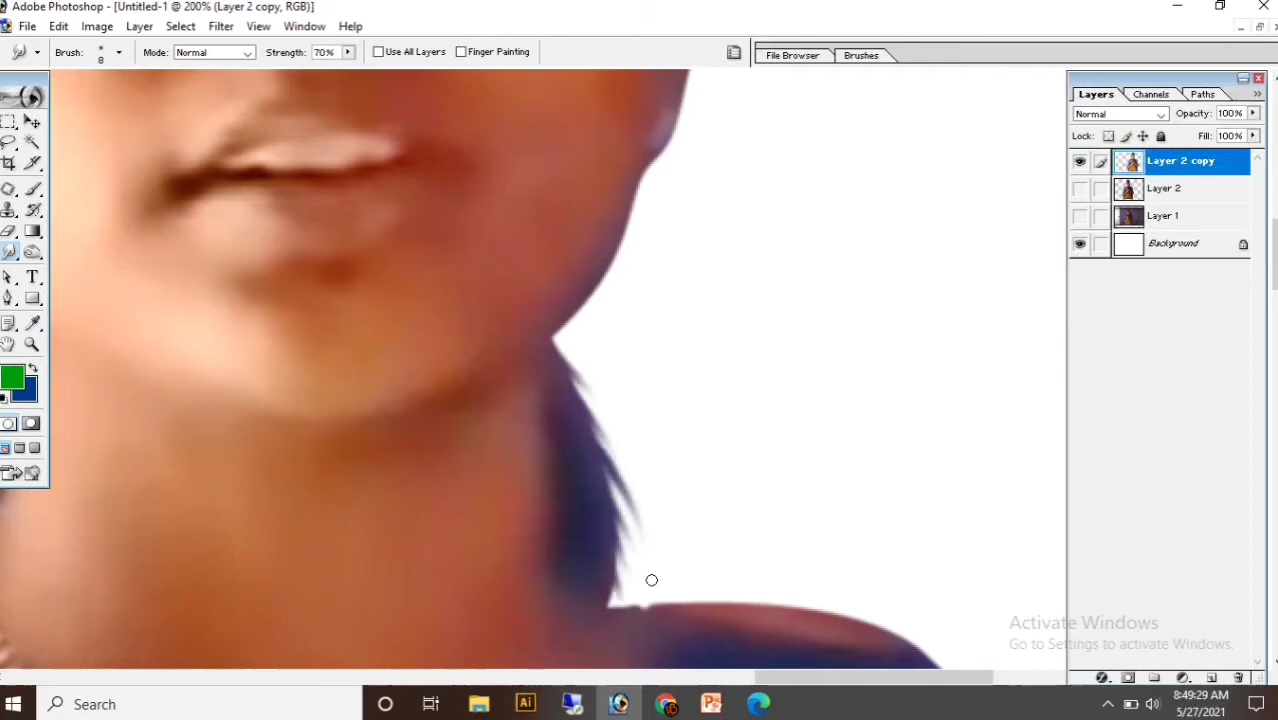 Adobe Photoshop - [Untitled-1 @ 200% (Layer 2 copy, RGB)]
File Edit Image Layer Select Filter View Window Help
Brush: 8 Mode: Normal Strength: 70% Use All Layers Finger Painting File Browser Brushes
Layers Channels Paths
Normal Opacity: 100%
Lock: Fill: 100%
Layer 2 copy
Layer 2
Layer 1
Background
T
Activate Windows
Go to Settings to activate Windows.
Search
Ai
8:49:29 AM
5/27/2021